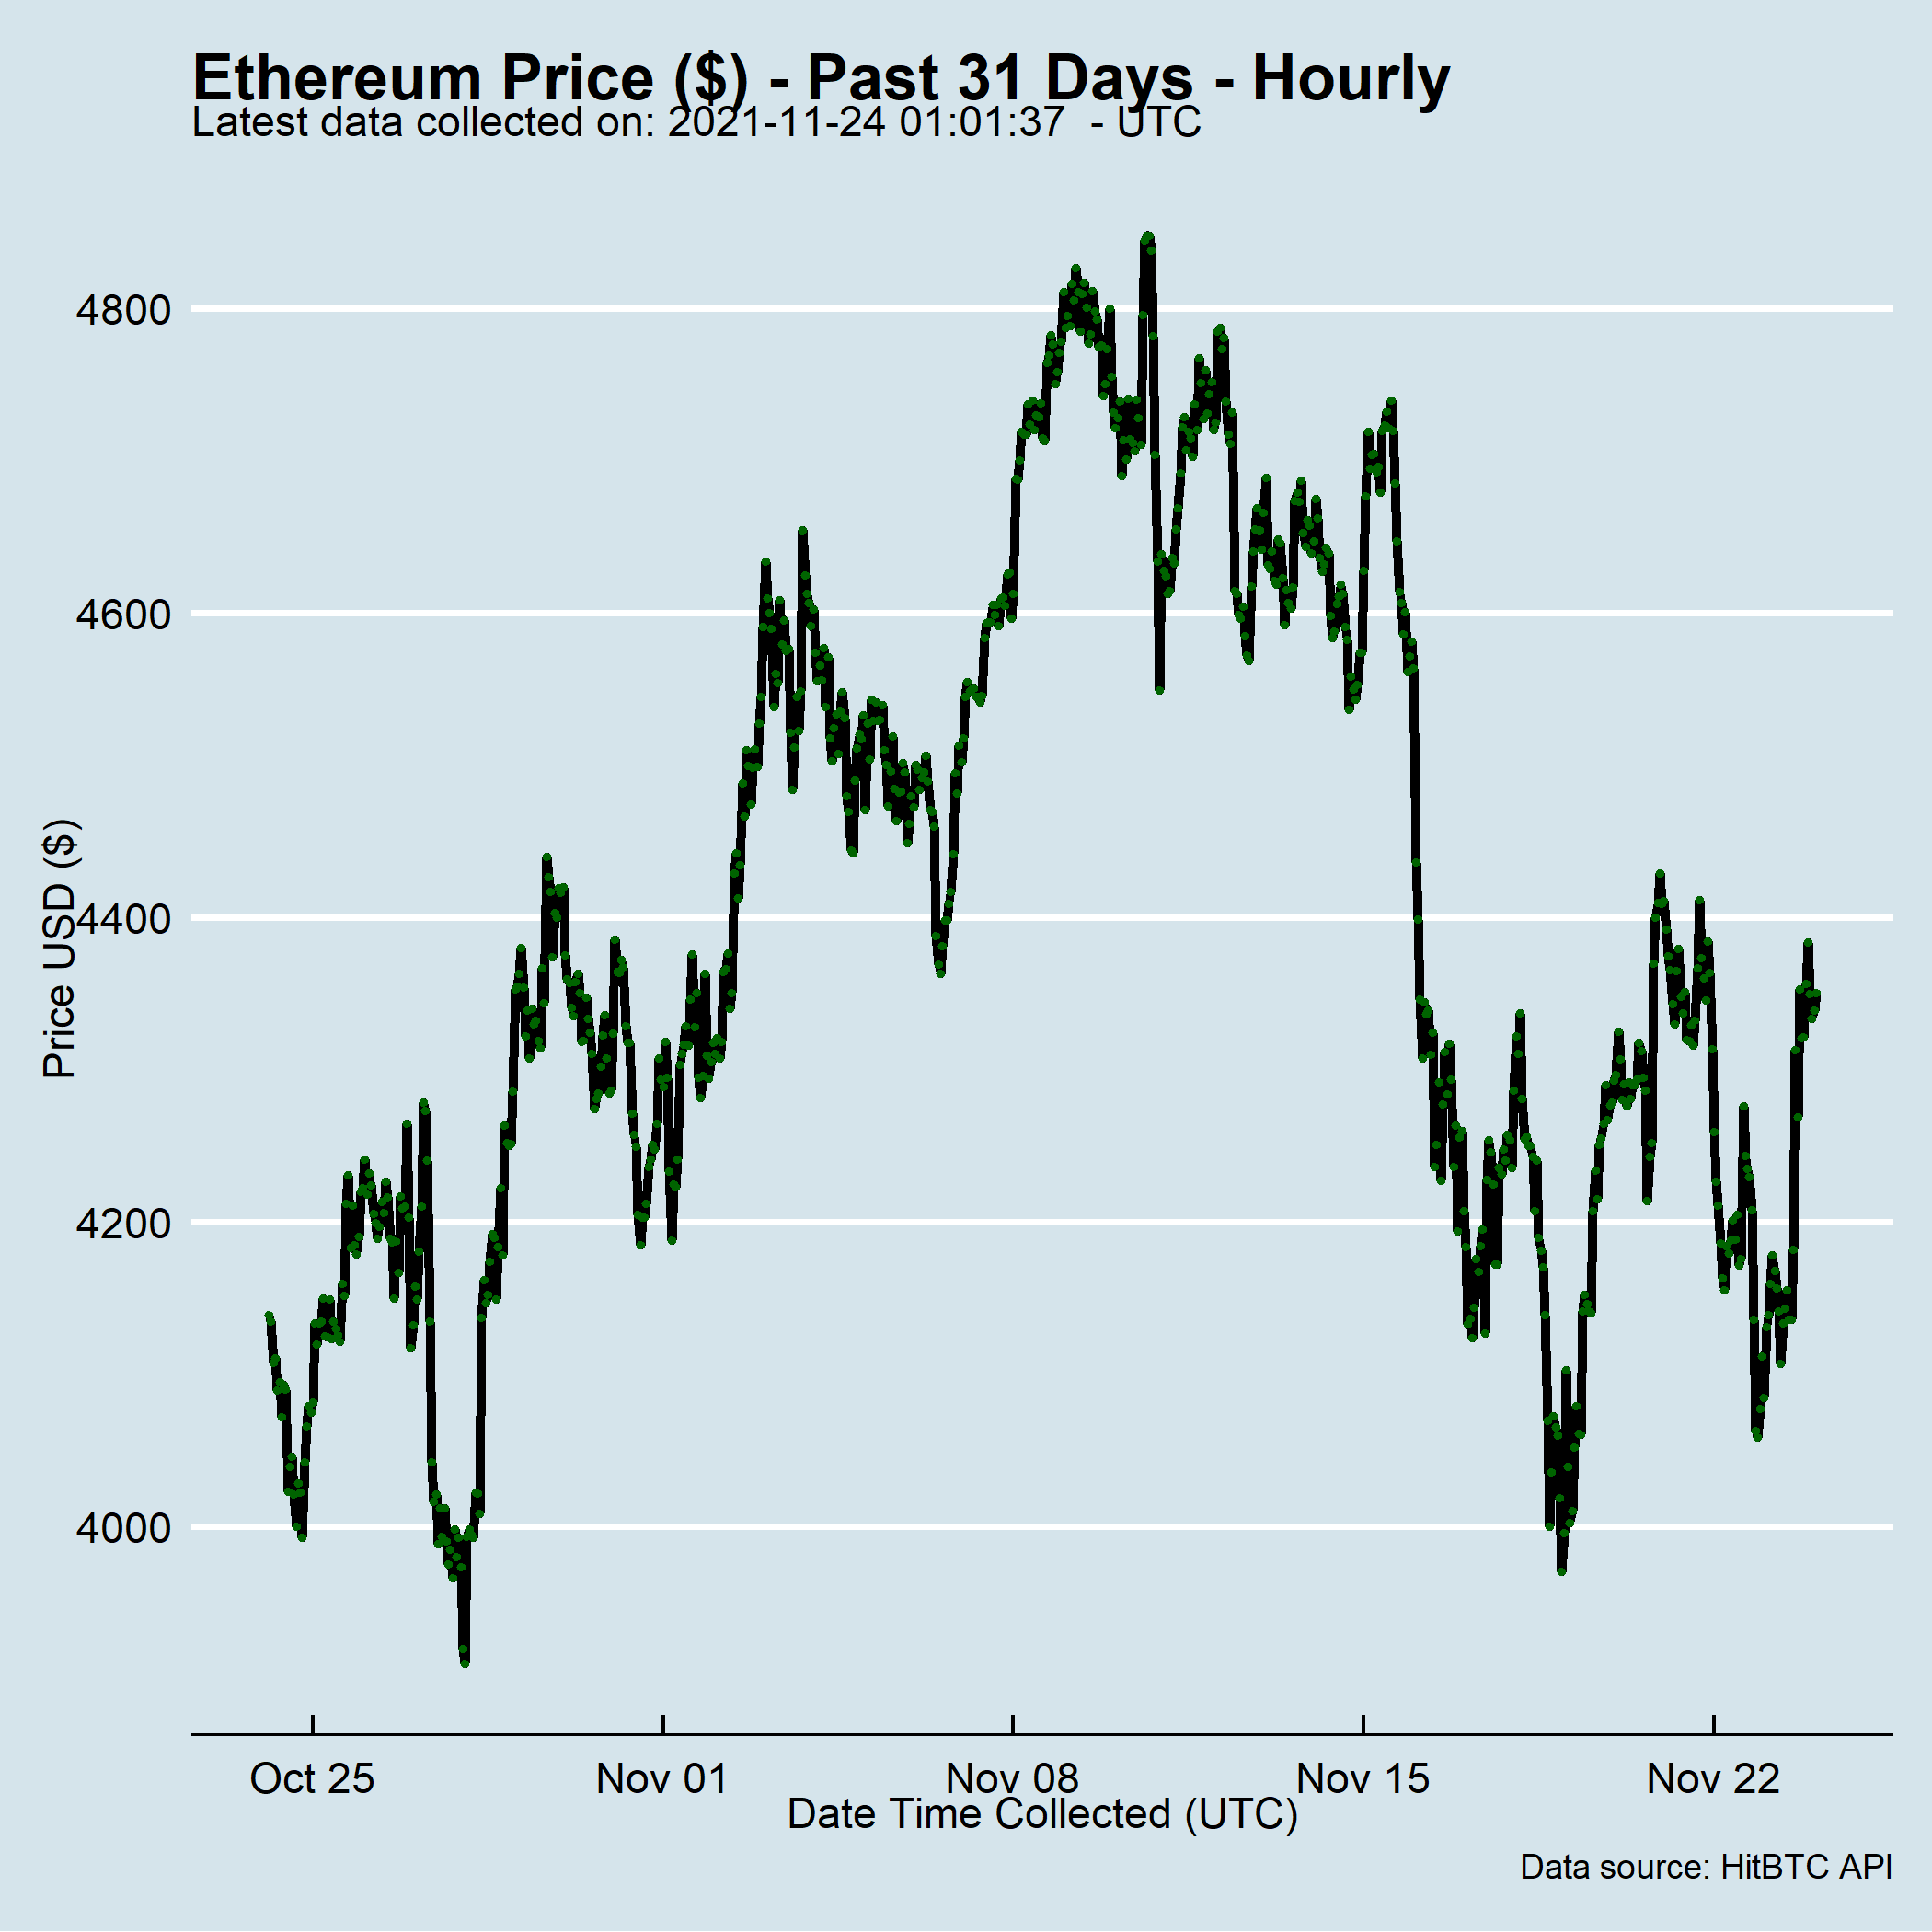 Ethereum Price ($) - Past 31 Days - Hourly
Latest data collected on: 2021-11-24 01:01:37  - UTC
Price USD ($)
4800
4600
4400
4200
4000
Oct 25 Nov 01 Nov 08 Nov 15 Nov 22
Date Time Collected (UTC)
Data source: HitBTC API